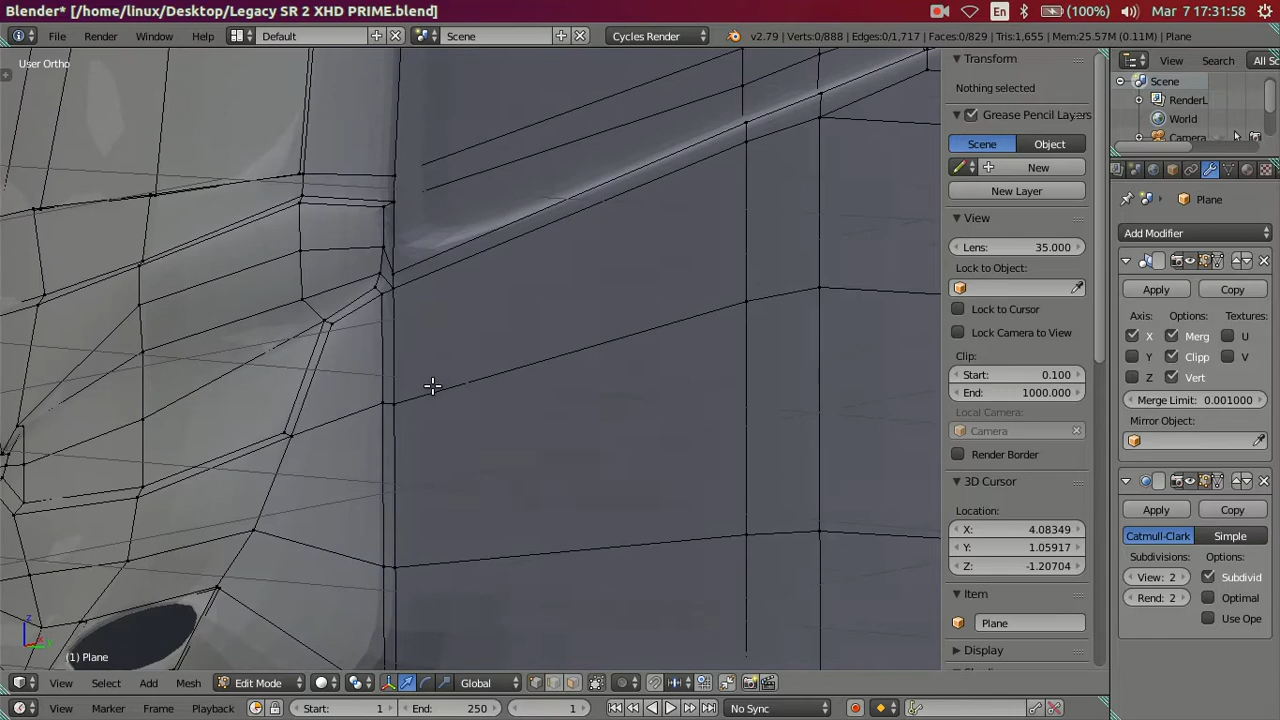 Blender* [/home/linux/Desktop/Legacy SR 2 XHD PRIME.blend]
En (100%) Mar 7 17:31:58
File Render Window Help Default Scene Cycles Render v2.79 | Verts:0/888 | Edges:0/1,717 | Faces:0/829 | Tris:1,655 | Mem:25.57M (0.11M) | Plane
User Ortho
Transform
Nothing selected
Grease Pencil Layers
Scene Object
New
New Layer
View
Lens: 35.000
Lock to Object:
Lock to Cursor
Lock Camera to View
Clip:
Start: 0.100
End: 1000.000
Local Camera:
Camera
Render Border
3D Cursor
Location:
X: 4.08349
Y: 1.05917
Z: -1.20704
Item
Plane
Display
View Search All Sc
Scene
RenderL
World
Camera
Plane
Add Modifier
Apply Copy
Axis: Options: Textures:
X Merg U
Y Clipp V
Z Vert
Merge Limit: 0.001000
Mirror Object:
Apply Copy
Catmull-Clark Simple
Subdivisions: Options:
View: 2 Subdivid
Rend: 2 Optimal
Use Ope
z
(1) Plane
View Select Add Mesh Edit Mode Global
View Marker Frame Playback Start: 1 End: 250 1 No Sync